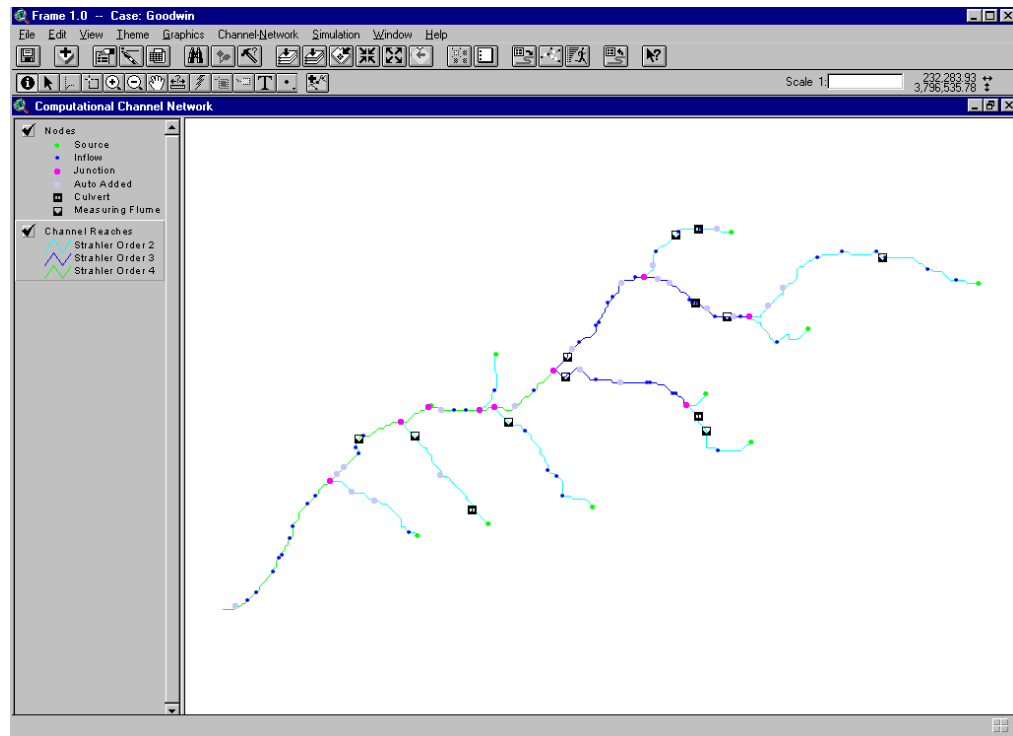 Frame 1.0 -- Case: Goodwin
File Edit View Theme Graphics Channel-Network Simulation Window Help
Scale 1:
232,283.93
3,796,535.78
Computational Channel Network
Nodes
Source
Inflow
Junction
Auto Added
Culvert
Measuring Flume
Channel Reaches
Strahler Order 2
Strahler Order 3
Strahler Order 4